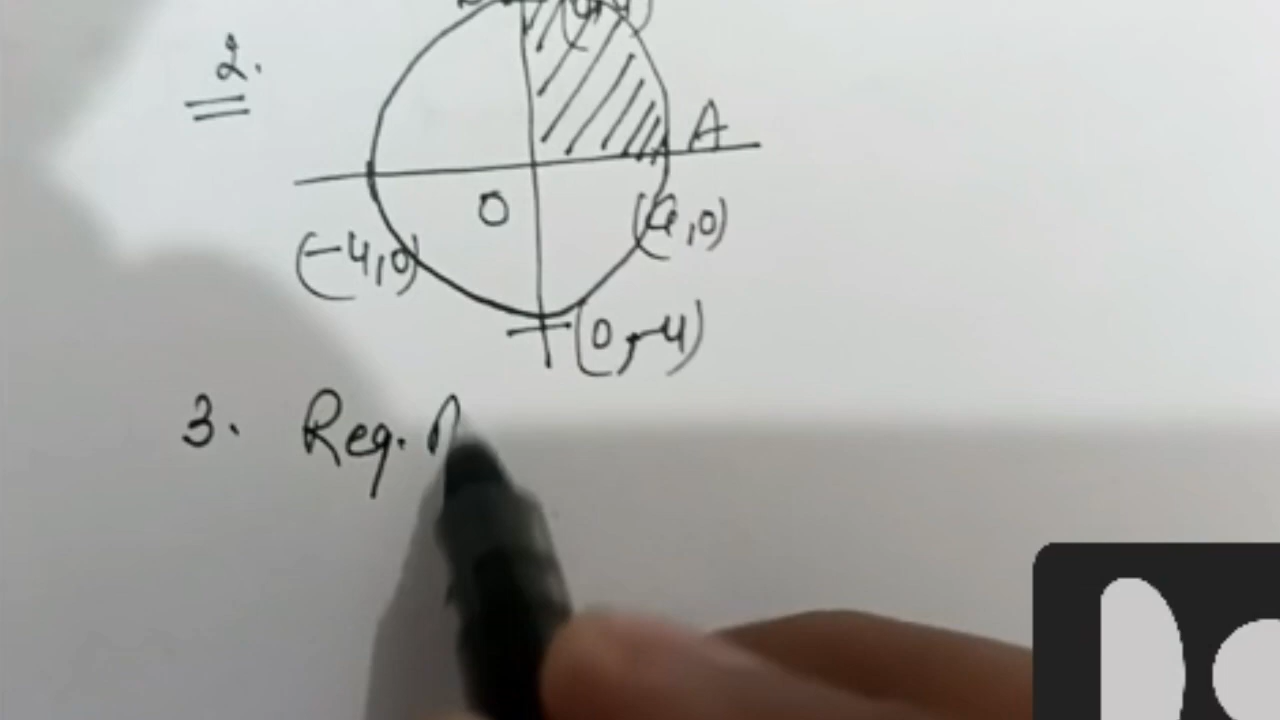 2.
A
O
(4,0)
(-4,0)
(0,-4)
3. Req.